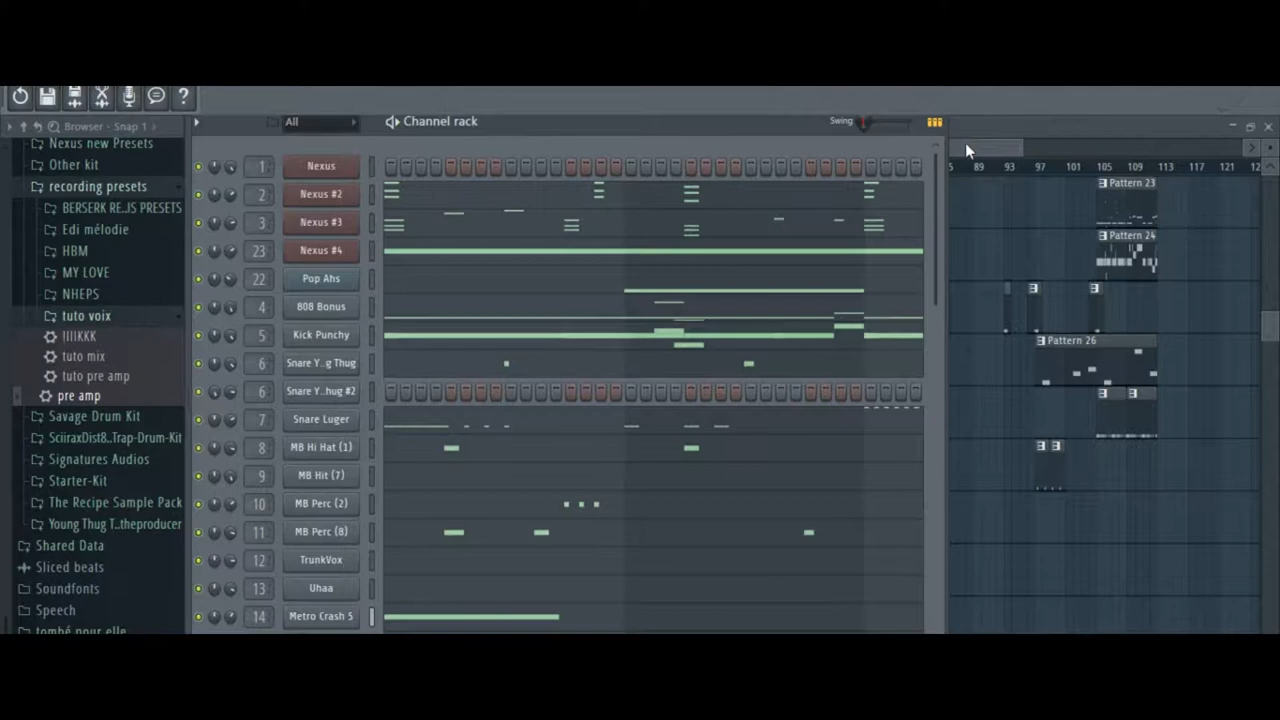 ?
Browser - Snap 1
Nexus new Presets
Other kit
recording presets
BERSERK RE..JS PRESETS
Edi mélodie
HBM
MY LOVE
NHEPS
tuto voix
tuto mix
tuto pre amp
pre amp
Savage Drum Kit
SciiraxDist8..Trap-Drum-Kit
Signatures Audios
Starter-Kit
The Recipe Sample Pack
Young Thug T..theproducer
Shared Data
Sliced beats
Soundfonts
Speech
tombé pour elle
All
Channel rack
Swing
1 Nexus
2 Nexus #2
3 Nexus #3
23 Nexus #4
22 Pop Ahs
4 808 Bonus
5 Kick Punchy
6 Snare Y..g Thug
6 Snare Y..hug #2
7 Snare Luger
8 MB Hi Hat (1)
9 MB Hit (7)
10 MB Perc (2)
11 MB Perc (8)
12 TrunkVox
13 Uhaa
14 Metro Crash 5
89 93 97 101 105 109 113 117 121
Pattern 23
Pattern 24
Pattern 26